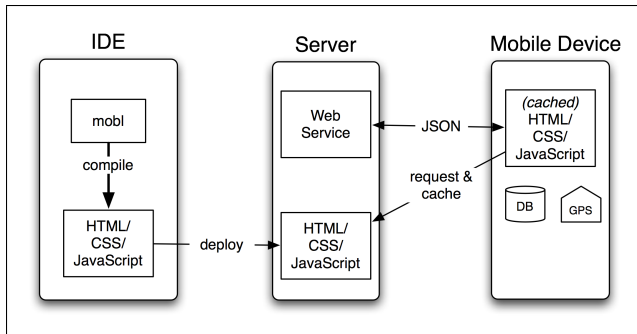 IDE
Server
Mobile Device
mobl
compile
HTML/
CSS/
JavaScript
deploy
Web
Service
HTML/
CSS/
JavaScript
JSON
request &
cache
(cached)
HTML/
CSS/
JavaScript
DB
GPS